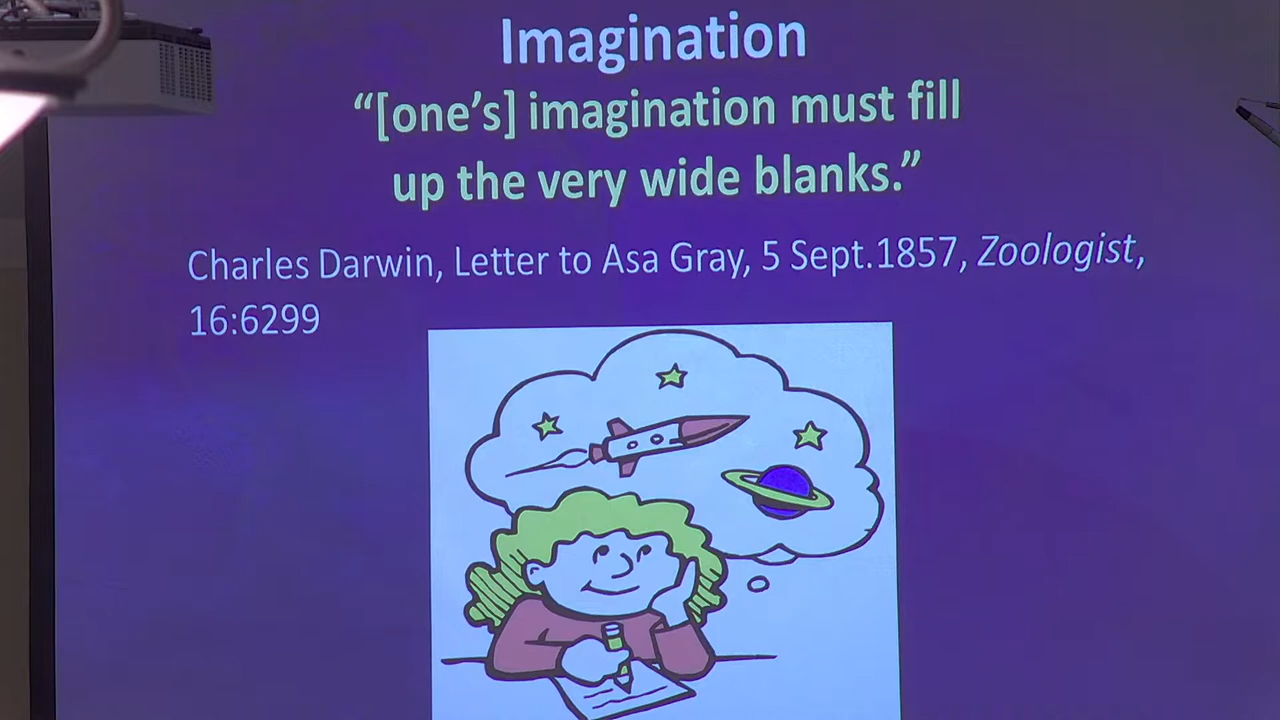 Imagination
“[one’s] imagination must fill
up the very wide blanks.”
Charles Darwin, Letter to Asa Gray, 5 Sept.1857, Zoologist,
16:6299